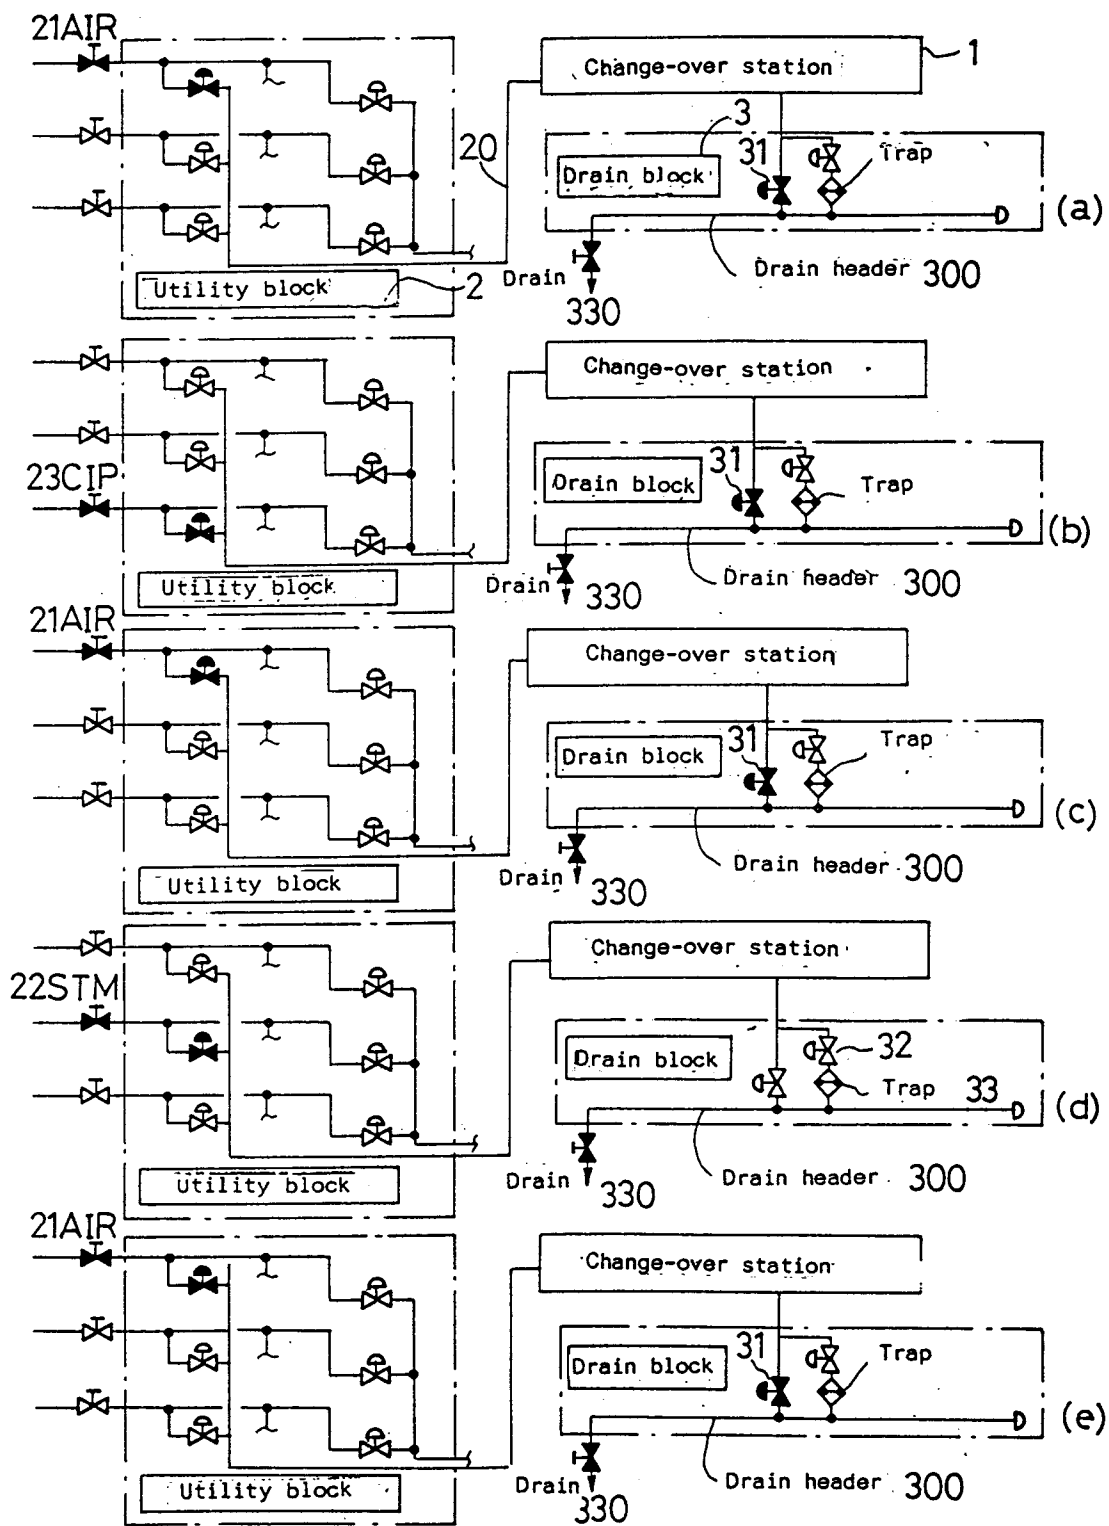 21AIR
Change-over station 1
3
20
31
Trap
Drain block
(a)
Utility block 2
Drain
Drain header 300
330
Change-over station
31
Drain block
Trap
23CIP
(b)
Drain
Drain header 300
330
Utility block
21AIR
Change-over station
31
Trap
Drain block
(c)
Drain
Drain header 300
330
Utility block
Change-over station
22STM
32
Drain block
Trap 33
(d)
Drain
Drain header 300
330
Utility block
21AIR
Change-over station
31
Trap
Drain block
(e)
Drain header 300
Drain
330
Utility block